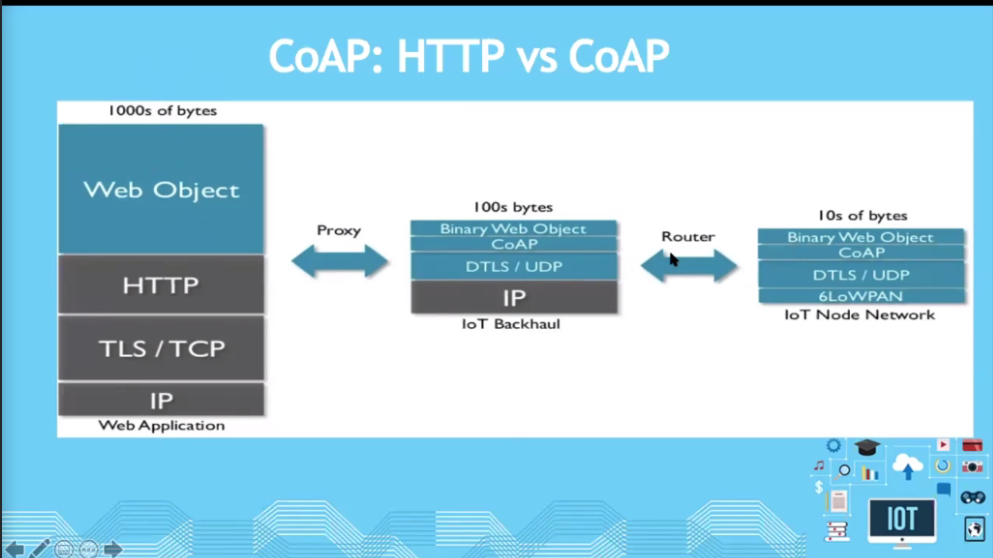 CoAP: HTTP vs CoAP
1000s of bytes
Web Object
HTTP
TLS / TCP
IP
Web Application
Proxy
100s bytes
Binary Web Object
CoAP
DTLS / UDP
IP
IoT Backhaul
Router
10s of bytes
Binary Web Object
CoAP
DTLS / UDP
6LoWPAN
IoT Node Network
$
IOT